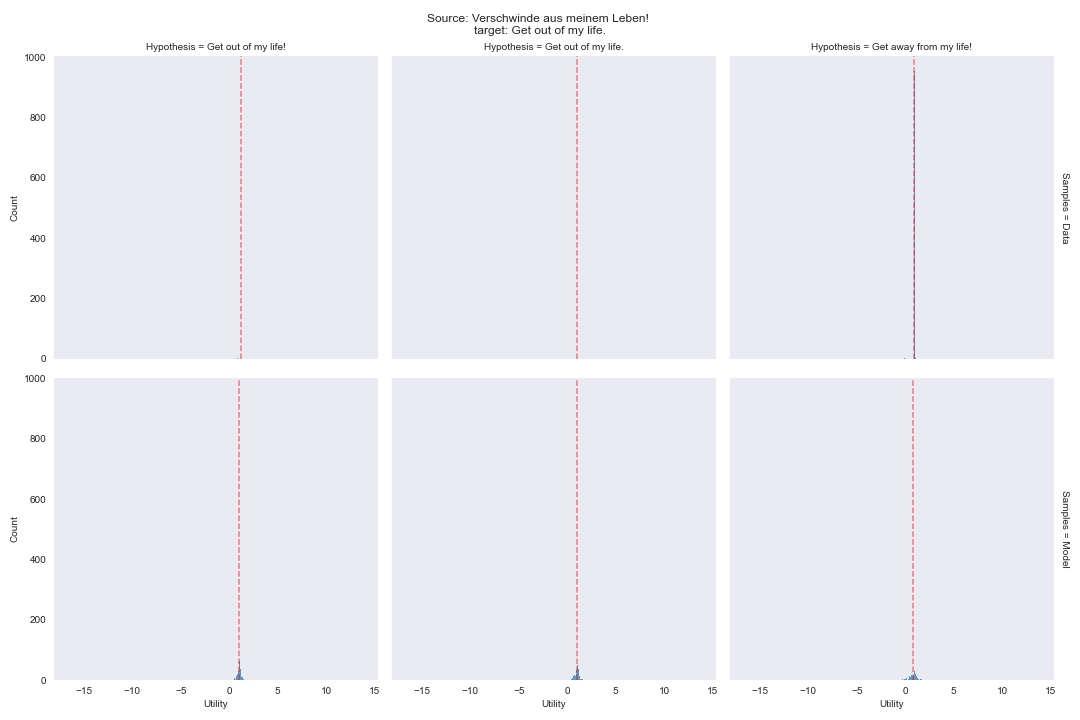 Source: Verschwinde aus meinem Leben!
target: Get out of my life.
Hypothesis = Get out of my life!
Hypothesis = Get out of my life.
Hypothesis = Get away from my life!
1000
800
600
400
200
0
Count
Samples = Data
1000
800
600
400
200
0
Count
Samples = Model
−15 −10 −5 0 5 10 15
−15 −10 −5 0 5 10 15
−15 −10 −5 0 5 10 15
Utility
Utility
Utility